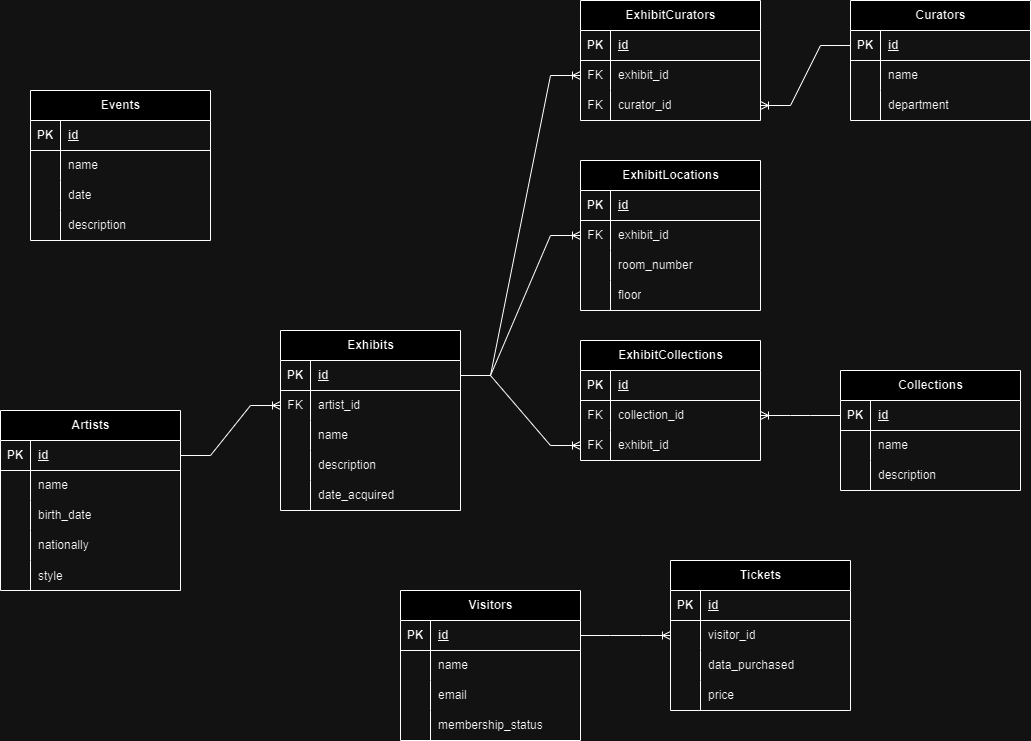 ExhibitCurators
PK id
FK exhibit_id
FK curator_id
Curators
PK id
name
department
Events
PK id
name
date
description
ExhibitLocations
PK id
FK exhibit_id
room_number
floor
Exhibits
PK id
FK artist_id
name
description
date_acquired
ExhibitCollections
PK id
FK collection_id
FK exhibit_id
Collections
PK id
name
description
Artists
PK id
name
birth_date
nationally
style
Visitors
PK id
name
email
membership_status
Tickets
PK id
visitor_id
data_purchased
price